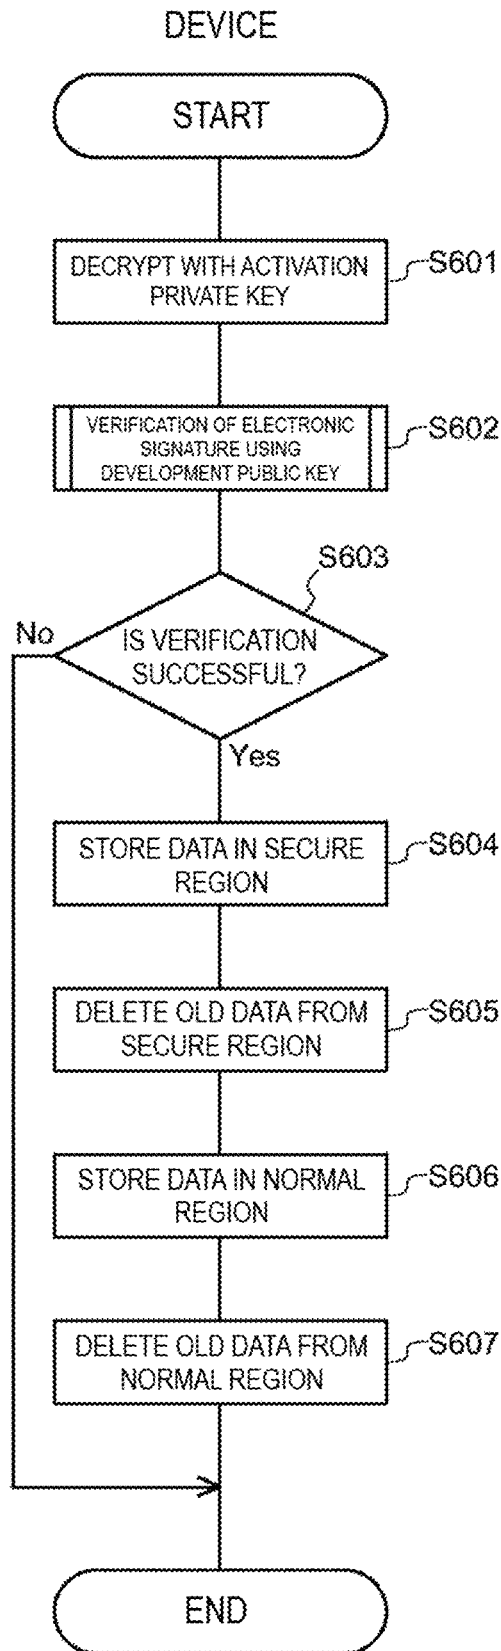 DEVICE
START
DECRYPT WITH ACTIVATION
PRIVATE KEY
S601
VERIFICATION OF ELECTRONIC
SIGNATURE USING
DEVELOPMENT PUBLIC KEY
S602
S603
No
IS VERIFICATION
SUCCESSFUL?
Yes
STORE DATA IN SECURE
REGION
S604
DELETE OLD DATA FROM
SECURE REGION
S605
STORE DATA IN NORMAL
REGION
S606
DELETE OLD DATA FROM
NORMAL REGION
S607
END